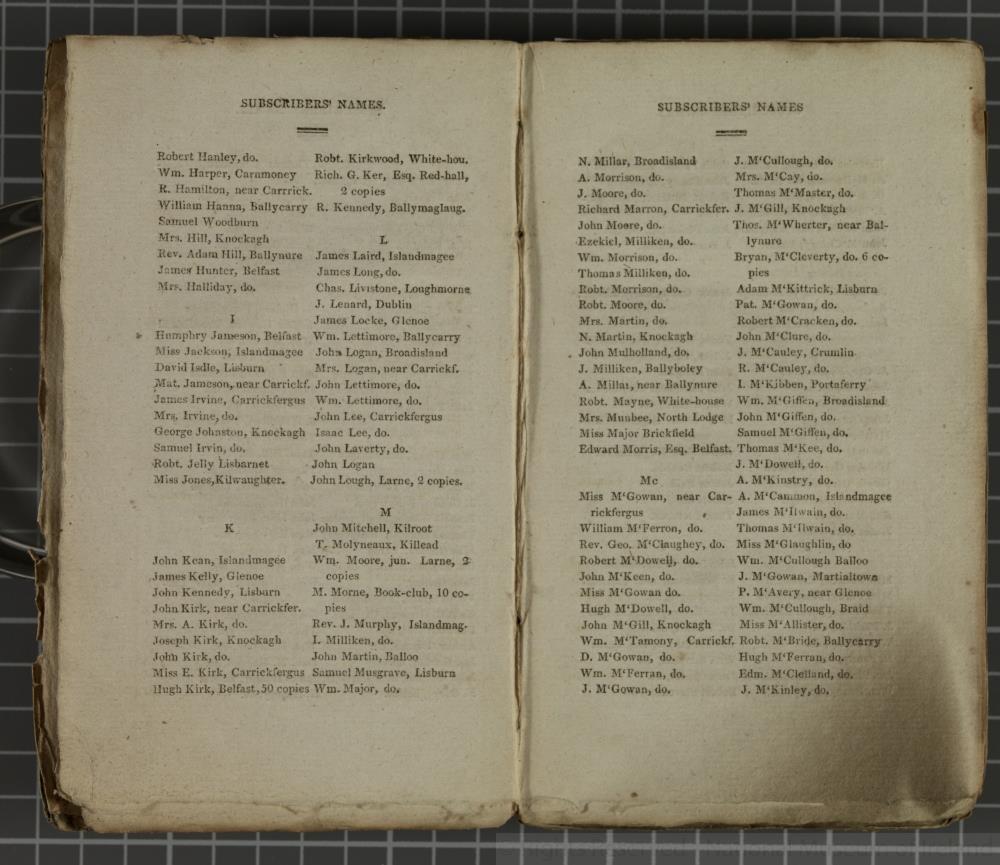 SUBSCRIBERS' NAMES.
Robert Hanley, do.
Wm. Harper, Carnmoney
R. Hamilton, near Carrrick.
William Hanna, Ballycarry
Samuel Woodburn
Mrs. Hill, Knockagh
Rev. Adam Hill, Ballynure
James Hunter, Belfast
Mrs. Halliday, do.
I
Humphry Jameson, Belfast
Miss Jackson, Islandmagee
David Isdle, Lisburn
Mat. Jameson, near Carrickf.
James Irvine, Carrickfergus
Mrs. Irvine, do.
George Johnston, Knockagh
Samuel Irvin, do.
Robt. Jelly Lisbarnet
Miss Jones, Kilwaughter.
K
John Kean, Islandmagee
James Kelly, Glenoe
John Kennedy, Lisburn
John Kirk, near Carrickfer.
Mrs. A. Kirk, do.
Joseph Kirk, Knockagh
John Kirk, do.
Miss E. Kirk, Carrickfergus
Hugh Kirk, Belfast, 50 copies
Robt. Kirkwood, White-hou.
Rich. G. Ker, Esq. Red-hall,
2 copies
R. Kennedy, Ballymaglaug.
L
James Laird, Islandmagee
James Long, do.
Chas. Livistone, Loughmorne
J. Lenard, Dublin
James Locke, Glenoe
Wm. Lettimore, Ballycarry
John Logan, Broadisland
Mrs. Logan, near Carrickf.
John Lettimore, do.
Wm. Lettimore, do.
John Lee, Carrickfergus
Isaac Lee, do.
John Laverty, do.
John Logan
John Lough, Larne, 2 copies.
M
John Mitchell, Kilroot
T. Molyneaux, Killead
Wm. Moore, jun. Larne, 2
copies
M. Morne, Book-club, 10 co-
pies
Rev. J. Murphy, Islandmag.
I. Milliken, do.
John Martin, Balloo
Samuel Musgrave, Lisburn
Wm. Major, do.
SUBSCRIBERS' NAMES
N. Millar, Broadisland
A. Morrison, do.
J. Moore, do.
Richard Marron, Carrickfer.
John Moore, do.
Ezekiel, Milliken, do.
Wm. Morrison, do.
Thomas Milliken, do.
Robt. Morrison, do.
Robt. Moore, do.
Mrs. Martin, do.
N. Martin, Knockagh
John Mulholland, do.
J. Milliken, Ballyboley
A. Millar, near Ballynure
Robt. Mayne, White-house
Mrs. Munbee, North Lodge
Miss Major Brickfield
Edward Morris, Esq. Belfast.
Mc
Miss M‘Gowan, near Car-
rickfergus
William M‘Ferron, do.
Rev. Geo. M‘Claughey, do.
Robert M‘Dowell, do.
John M‘Keen, do.
Miss M‘Gowan do.
Hugh M‘Dowell, do.
John M‘Gill, Knockagh
Wm. M‘Tamony, Carrickf.
D. M‘Gowan, do.
Wm. M‘Ferran, do.
J. M‘Gowan, do.
J. M‘Cullough, do.
Mrs. M‘Cay, do.
Thomas M‘Master, do.
J. M‘Gill, Knockagh
Thos. M‘Wherter, near Bal-
lynure
Bryan, M‘Cleverty, do. 6 co-
pies
Adam M‘Kittrick, Lisburn
Pat. M‘Gowan, do.
Robert M‘Cracken, do.
John M‘Clure, do.
J. M‘Cauley, Crumlin
R. M‘Cauley, do.
I. M‘Kibben, Portaferry
Wm. M‘Giffen, Broadisland
John M‘Giffen, do.
Samuel M‘Giffen, do.
Thomas M‘Kee, do.
J. M‘Dowell, do.
A. M‘Kinstry, do.
A. M‘Cammon, Islandmagee
James M‘Ilwain, do.
Thomas M‘Ilwain, do.
Miss M‘Glaughlin, do
Wm. M‘Cullough Balloo
J. M‘Gowan, Martialtown
P. M‘Avery, near Glenoe
Wm. M‘Cullough, Braid
Miss M‘Allister, do.
Robt. M‘Bride, Ballycarry
Hugh M‘Ferran, do.
Edm. M‘Clelland, do.
J. M‘Kinley, do.